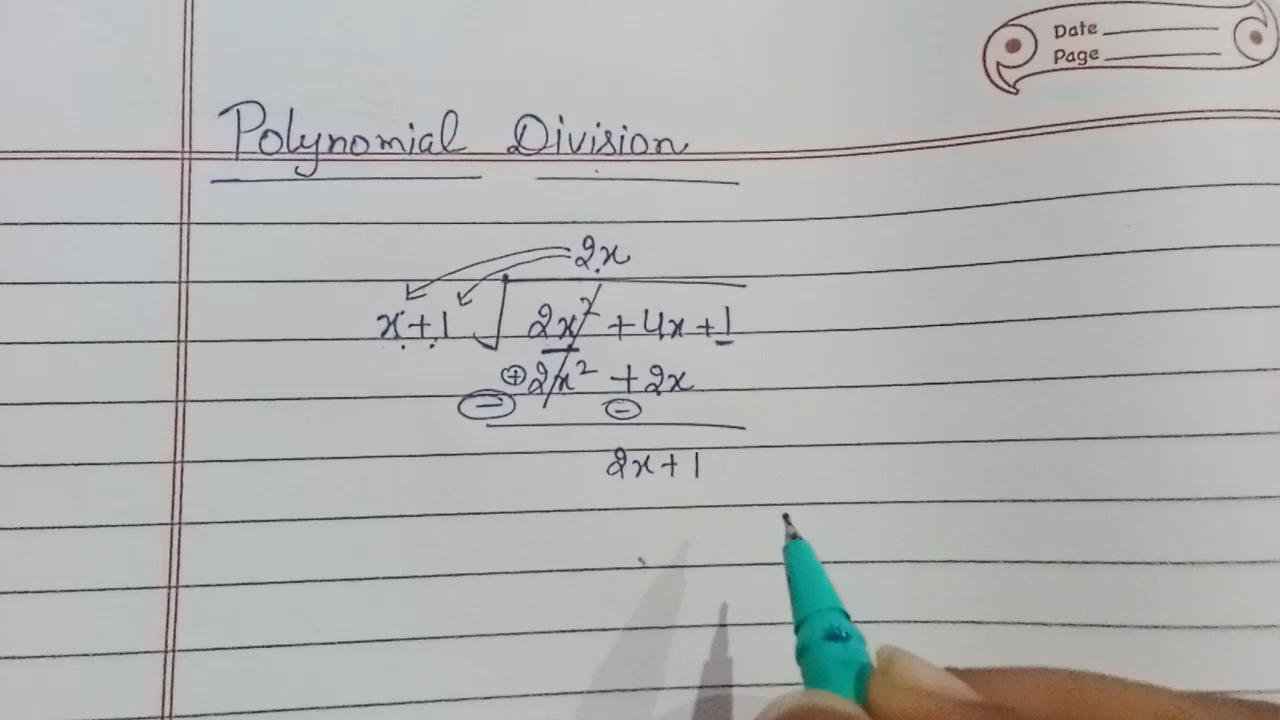 Date
Page
Polynomial Division
2x
x+1 √ 2x² + 4x + 1
⊕ 2x² + 2x
⊖ ⊖
2x + 1